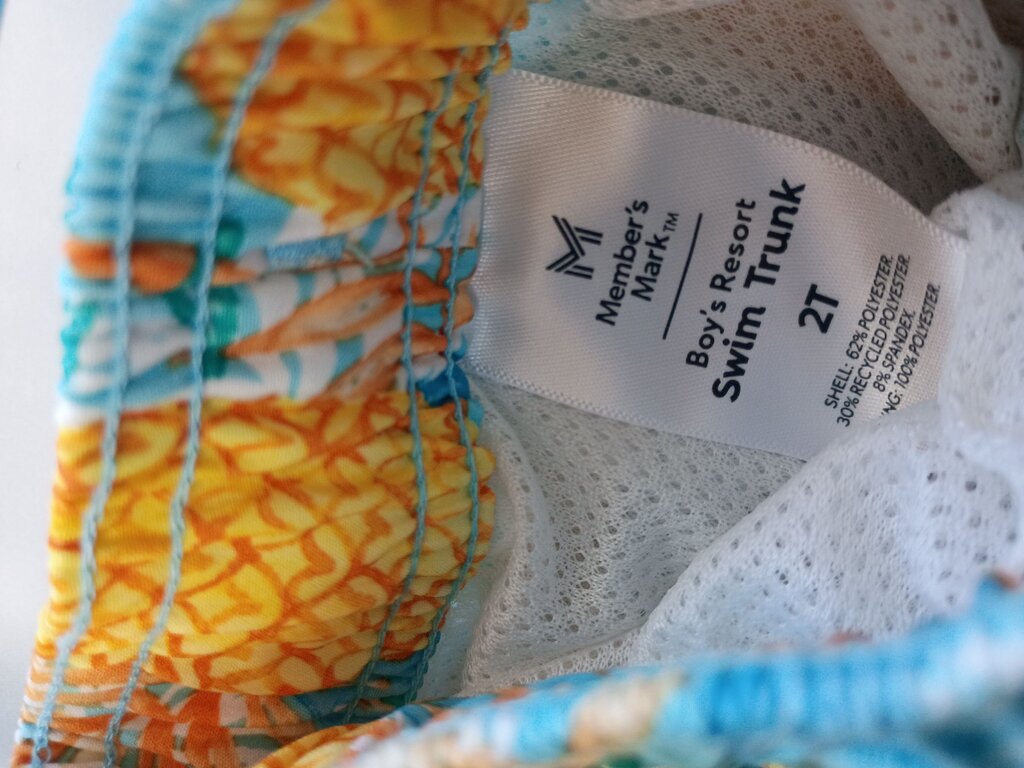 Member's
Mark™
Boy's Resort
Swim Trunk
2T
SHELL: 62% POLYESTER.
30% RECYCLED POLYESTER.
8% SPANDEX.
NG: 100% POLYESTER.